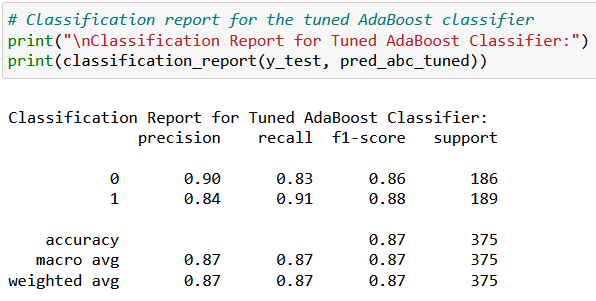 # Classification report for the tuned AdaBoost classifier
print("\nClassification Report for Tuned AdaBoost Classifier:")
print(classification_report(y_test, pred_abc_tuned))
Classification Report for Tuned AdaBoost Classifier:
precision recall f1-score support
0 0.90 0.83 0.86 186
1 0.84 0.91 0.88 189
accuracy 0.87 375
macro avg 0.87 0.87 0.87 375
weighted avg 0.87 0.87 0.87 375